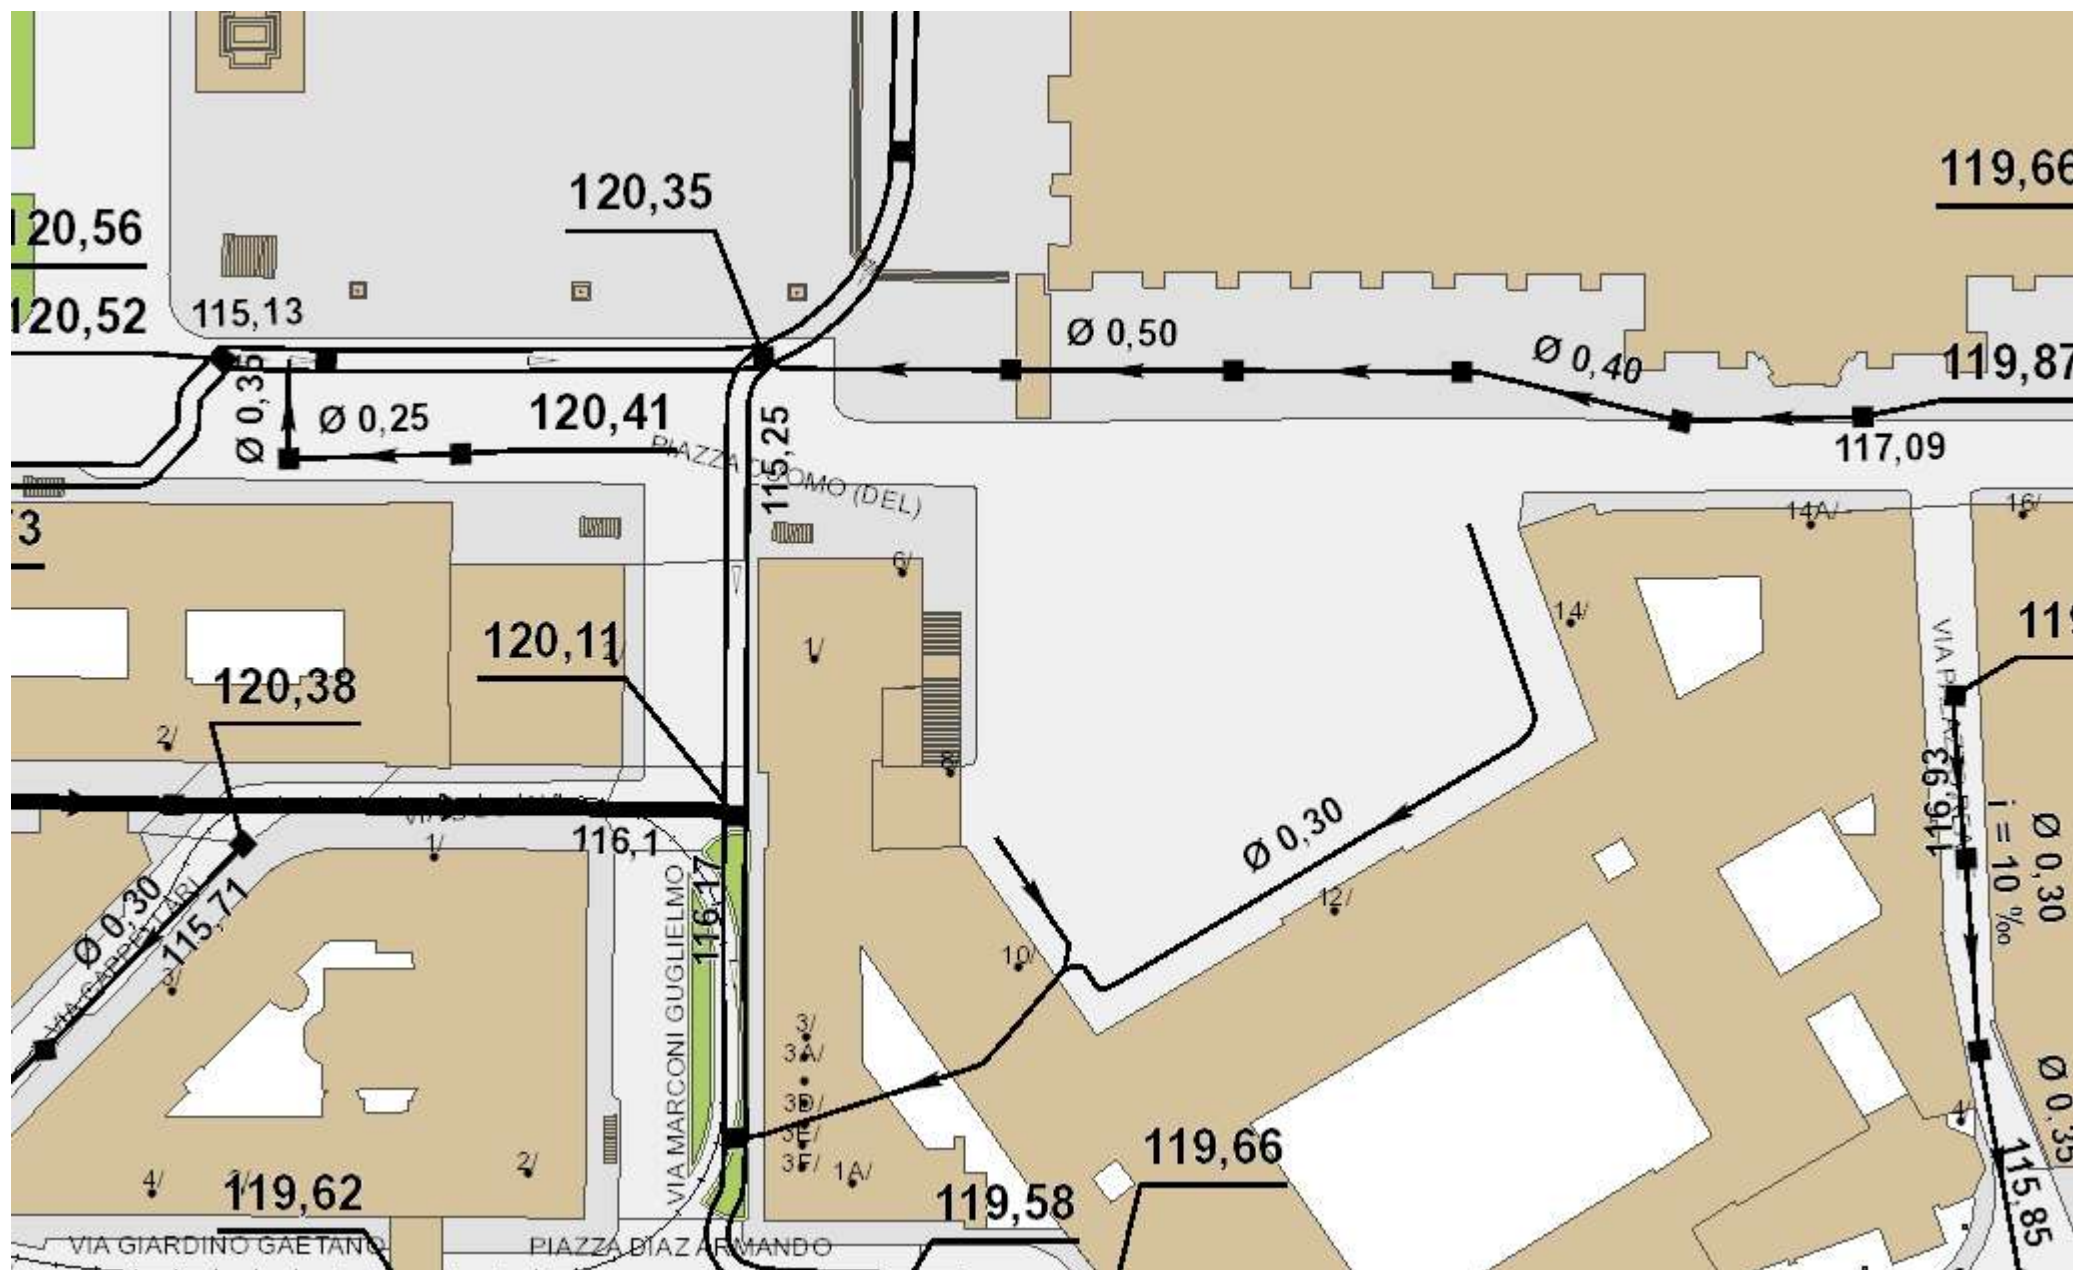 119,66
120,35
120,56
115,13
120,52
Ø 0,50
Ø 0,40
119,87
Ø 0,35
Ø 0,25
120,41
PIAZZA DUOMO (DEL)
115,25
117,09
14A/
16/
3
6/
14/
1/
120,11
2/
119
120,38
2/
VIA
8/
116,93
i = 10 ‰
Ø 0,30
Ø 0,30
116,1
1/
116,17
VIA MARCONI GUGLIELMO
Ø 0,30
115,71
VIA CAPPELLARI
3/
12/
10/
3/
3A/
3D/
3E/
3F/
1A/
Ø 0,35
4/
115,85
119,66
2/
4/
119,62
119,58
VIA GIARDINO GAETANO
PIAZZA DIAZ ARMANDO